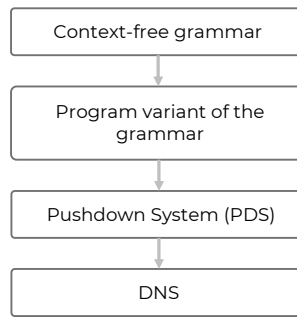 Context-free grammar
Program variant of the
grammar
Pushdown System (PDS)
DNS